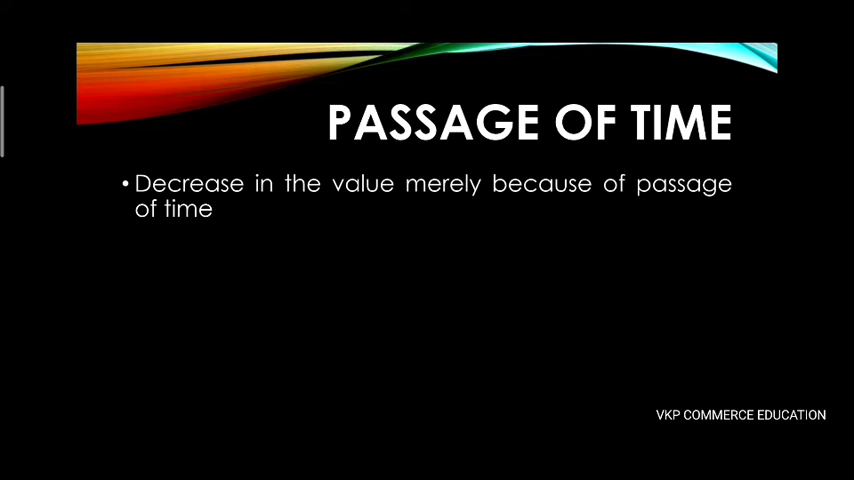 PASSAGE OF TIME
• Decrease in the value merely because of passage
of time
VKP COMMERCE EDUCATION